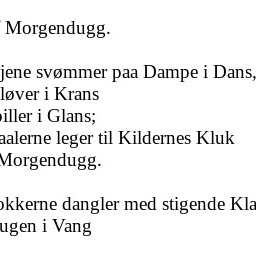 Morgendugg.
jene svømmer paa Dampe i Dans,
løver i Krans
iller i Glans;
aalerne leger til Kildernes Kluk
Morgendugg.
okkerne dangler med stigende Kla
ugen i Vang